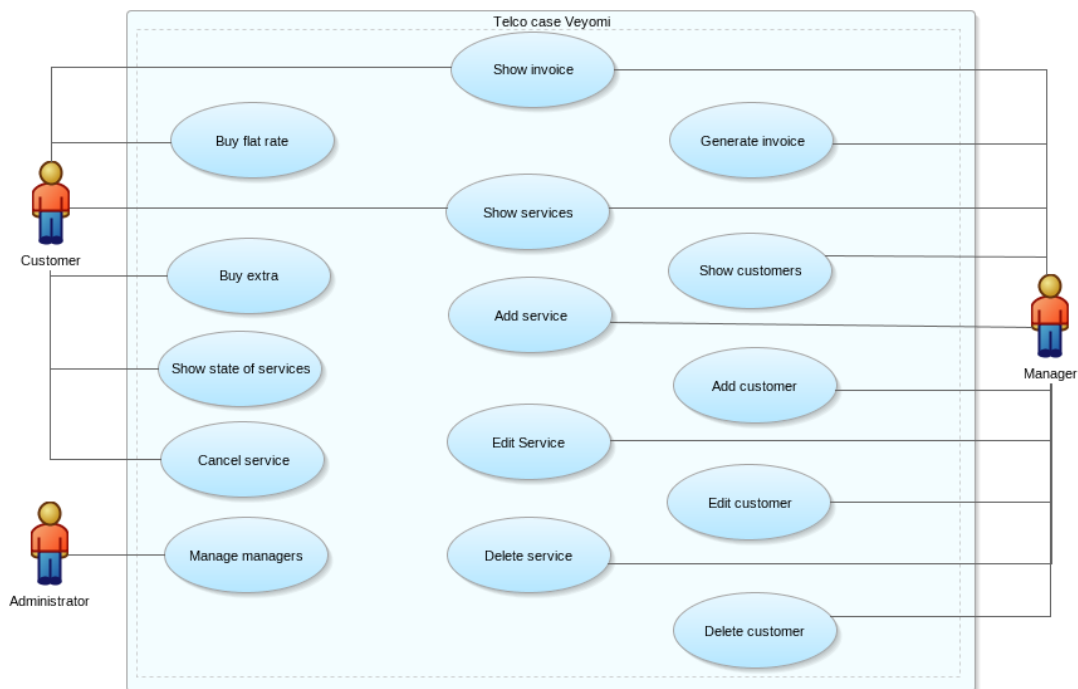 Telco case Veyomi
Show invoice
Buy flat rate
Generate invoice
Show services
Customer
Buy extra
Show customers
Add service
Show state of services
Manager
Add customer
Edit Service
Cancel service
Edit customer
Manage managers
Delete service
Administrator
Delete customer